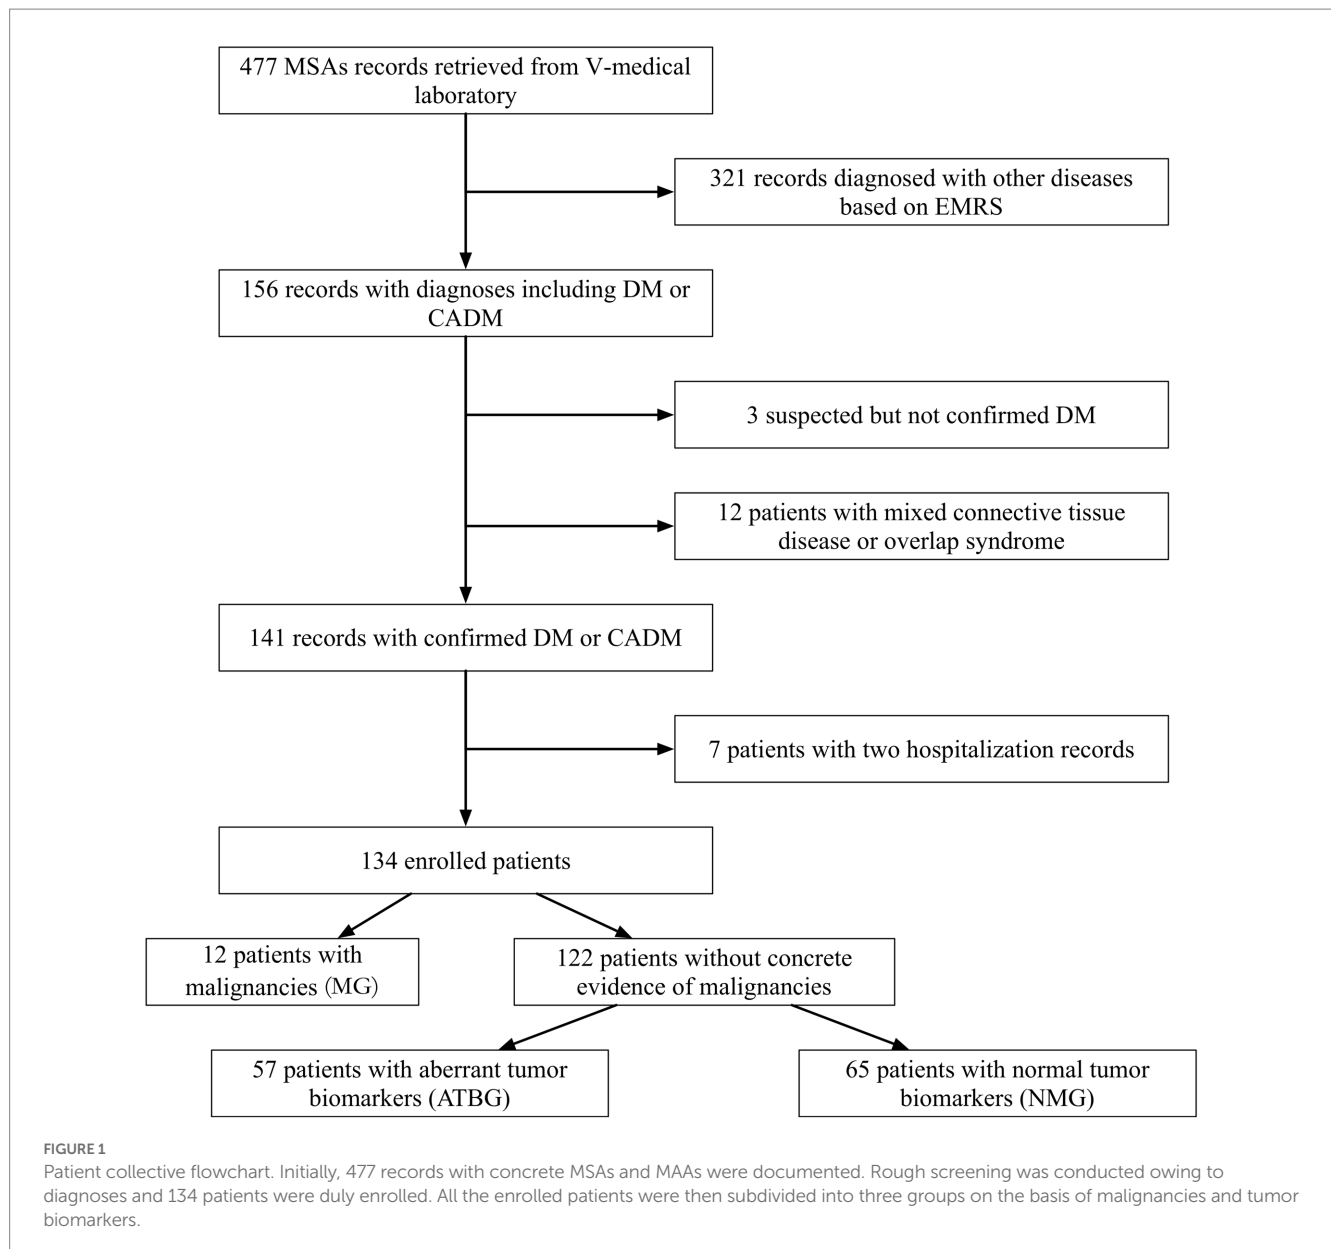 477 MSAs records retrieved from V-medical
laboratory
321 records diagnosed with other diseases
based on EMRS
156 records with diagnoses including DM or
CADM
3 suspected but not confirmed DM
12 patients with mixed connective tissue
disease or overlap syndrome
141 records with confirmed DM or CADM
7 patients with two hospitalization records
134 enrolled patients
12 patients with
malignancies (MG)
122 patients without concrete
evidence of malignancies
57 patients with aberrant tumor
biomarkers (ATBG)
65 patients with normal tumor
biomarkers (NMG)
FIGURE 1
Patient collective flowchart. Initially, 477 records with concrete MSAs and MAAs were documented. Rough screening was conducted owing to
diagnoses and 134 patients were duly enrolled. All the enrolled patients were then subdivided into three groups on the basis of malignancies and tumor
biomarkers.